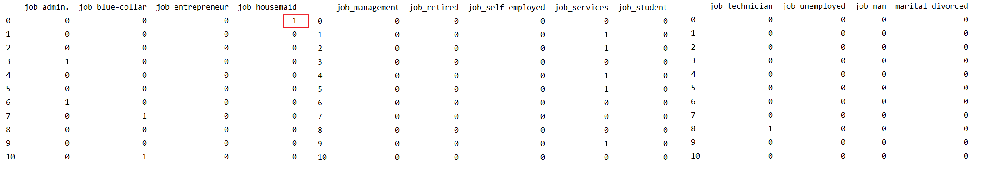 job_admin. job_blue-collar job_entrepreneur job_housemaid job_management job_retired job_self-employed job_services job_student job_technician job_unemployed job_nan marital_divorced
0 0 0 0 1 0 0 0 0 0 0 0 0 0 0 0
1 0 0 0 0 1 0 0 0 1 0 1 0 0 0 0
2 0 0 0 0 2 0 0 0 1 0 2 0 0 0 0
3 1 0 0 0 3 0 0 0 0 0 3 0 0 0 0
4 0 0 0 0 4 0 0 0 1 0 4 0 0 0 0
5 0 0 0 0 5 0 0 0 1 0 5 0 0 0 0
6 1 0 0 0 6 0 0 0 0 0 6 0 0 0 0
7 0 1 0 0 7 0 0 0 0 0 7 0 0 0 0
8 0 0 0 0 8 0 0 0 0 0 8 1 0 0 0
9 0 0 0 0 9 0 0 0 1 0 9 0 0 0 0
10 0 1 0 0 10 0 0 0 0 0 10 0 0 0 0